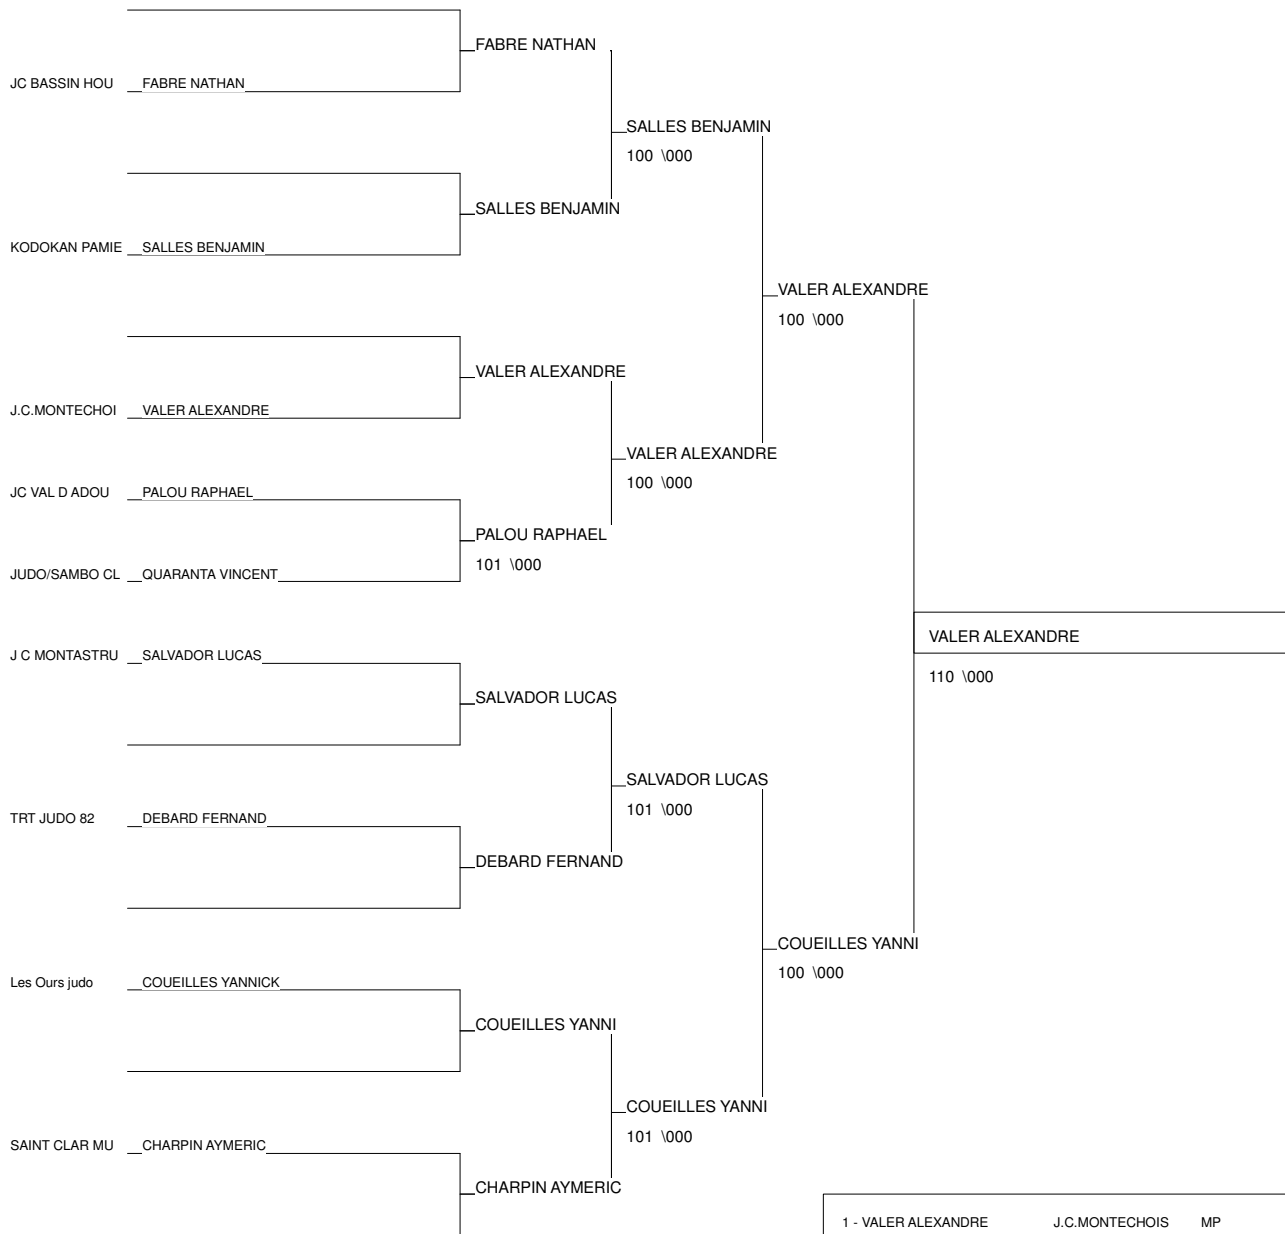 FABRE NATHAN
JC BASSIN HOU FABRE NATHAN
SALLES BENJAMIN
100 \000
SALLES BENJAMIN
KODOKAN PAMIE SALLES BENJAMIN
VALER ALEXANDRE
100 \000
VALER ALEXANDRE
J.C.MONTECHOI VALER ALEXANDRE
VALER ALEXANDRE
100 \000
JC VAL D ADOU PALOU RAPHAEL
PALOU RAPHAEL
101 \000
JUDO/SAMBO CL QUARANTA VINCENT
VALER ALEXANDRE
110 \000
J C MONTASTRU SALVADOR LUCAS
SALVADOR LUCAS
SALVADOR LUCAS
101 \000
TRT JUDO 82 DEBARD FERNAND
DEBARD FERNAND
COUEILLES YANNI
100 \000
Les Ours judo COUEILLES YANNICK
COUEILLES YANNI
COUEILLES YANNI
101 \000
SAINT CLAR MU CHARPIN AYMERIC
CHARPIN AYMERIC
1 - VALER ALEXANDRE J.C.MONTECHOIS MP